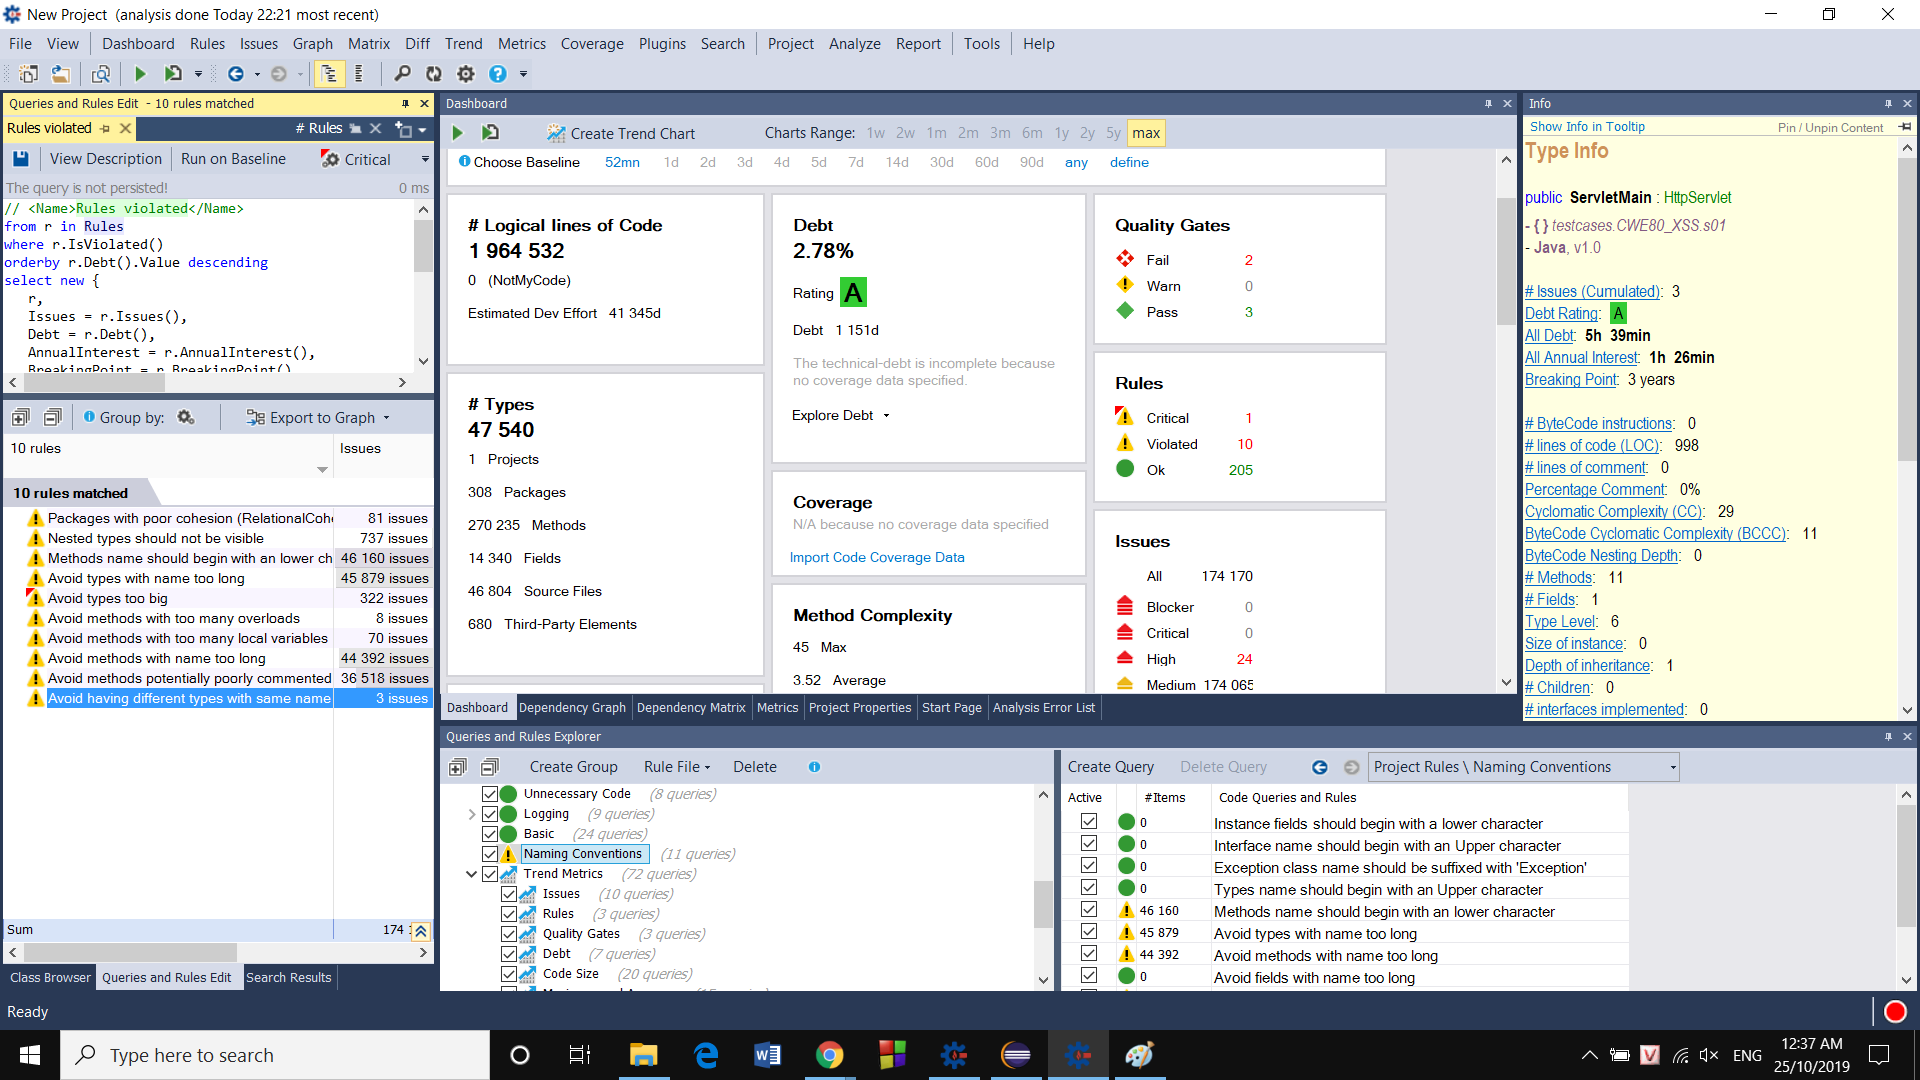 New Project  (analysis done Today 22:21 most recent)
File View Dashboard Rules Issues Graph Matrix Diff Trend Metrics Coverage Plugins Search Project Analyze Report Tools Help
Queries and Rules Edit  - 10 rules matched
Rules violated # Rules
View Description Run on Baseline Critical
The query is not persisted! 0 ms
// <Name>Rules violated</Name>
from r in Rules
where r.IsViolated()
orderby r.Debt().Value descending
select new {
r,
Issues = r.Issues(),
Debt = r.Debt(),
AnnualInterest = r.AnnualInterest(),
BreakingPoint = r.BreakingPoint()
Group by: Export to Graph
10 rules Issues
10 rules matched
Packages with poor cohesion (RelationalCohe 81 issues
Nested types should not be visible 737 issues
Methods name should begin with an lower ch 46 160 issues
Avoid types with name too long 45 879 issues
Avoid types too big 322 issues
Avoid methods with too many overloads 8 issues
Avoid methods with too many local variables 70 issues
Avoid methods with name too long 44 392 issues
Avoid methods potentially poorly commented 36 518 issues
Avoid having different types with same name 3 issues
Sum 174
Class Browser Queries and Rules Edit Search Results
Dashboard
Create Trend Chart Charts Range: 1w 2w 1m 2m 3m 6m 1y 2y 5y max
Choose Baseline 52mn 1d 2d 3d 4d 5d 7d 14d 30d 60d 90d any define
# Logical lines of Code
1 964 532
0 (NotMyCode)
Estimated Dev Effort 41 345d
# Types
47 540
1 Projects
308 Packages
270 235 Methods
14 340 Fields
46 804 Source Files
680 Third-Party Elements
Debt
2.78%
Rating A
Debt 1 151d
The technical-debt is incomplete because
no coverage data specified.
Explore Debt
Coverage
N/A because no coverage data specified
Import Code Coverage Data
Method Complexity
45 Max
3.52 Average
Quality Gates
Fail 2
Warn 0
Pass 3
Rules
Critical 1
Violated 10
Ok 205
Issues
All 174 170
Blocker 0
Critical 0
High 24
Medium 174 065
Dashboard Dependency Graph Dependency Matrix Metrics Project Properties Start Page Analysis Error List
Info
Show Info in Tooltip Pin / Unpin Content
Type Info
public ServletMain : HttpServlet
- { } testcases.CWE80_XSS.s01
- Java, v1.0
# Issues (Cumulated): 3
Debt Rating: A
All Debt: 5h 39min
All Annual Interest: 1h 26min
Breaking Point: 3 years
# ByteCode instructions: 0
# lines of code (LOC): 998
# lines of comment: 0
Percentage Comment: 0%
Cyclomatic Complexity (CC): 29
ByteCode Cyclomatic Complexity (BCCC): 11
ByteCode Nesting Depth: 0
# Methods: 11
# Fields: 1
Type Level: 6
Size of instance: 0
Depth of inheritance: 1
# Children: 0
# interfaces implemented: 0
Queries and Rules Explorer
Create Group Rule File Delete
Unnecessary Code (8 queries)
Logging (9 queries)
Basic (24 queries)
Naming Conventions (11 queries)
Trend Metrics (72 queries)
Issues (10 queries)
Rules (3 queries)
Quality Gates (3 queries)
Debt (7 queries)
Code Size (20 queries)
Create Query Delete Query Project Rules \ Naming Conventions
Active #Items Code Queries and Rules
0 Instance fields should begin with a lower character
0 Interface name should begin with an Upper character
0 Exception class name should be suffixed with 'Exception'
0 Types name should begin with an Upper character
46 160 Methods name should begin with an lower character
45 879 Avoid types with name too long
44 392 Avoid methods with name too long
0 Avoid fields with name too long
Ready
Type here to search
ENG
12:37 AM
25/10/2019